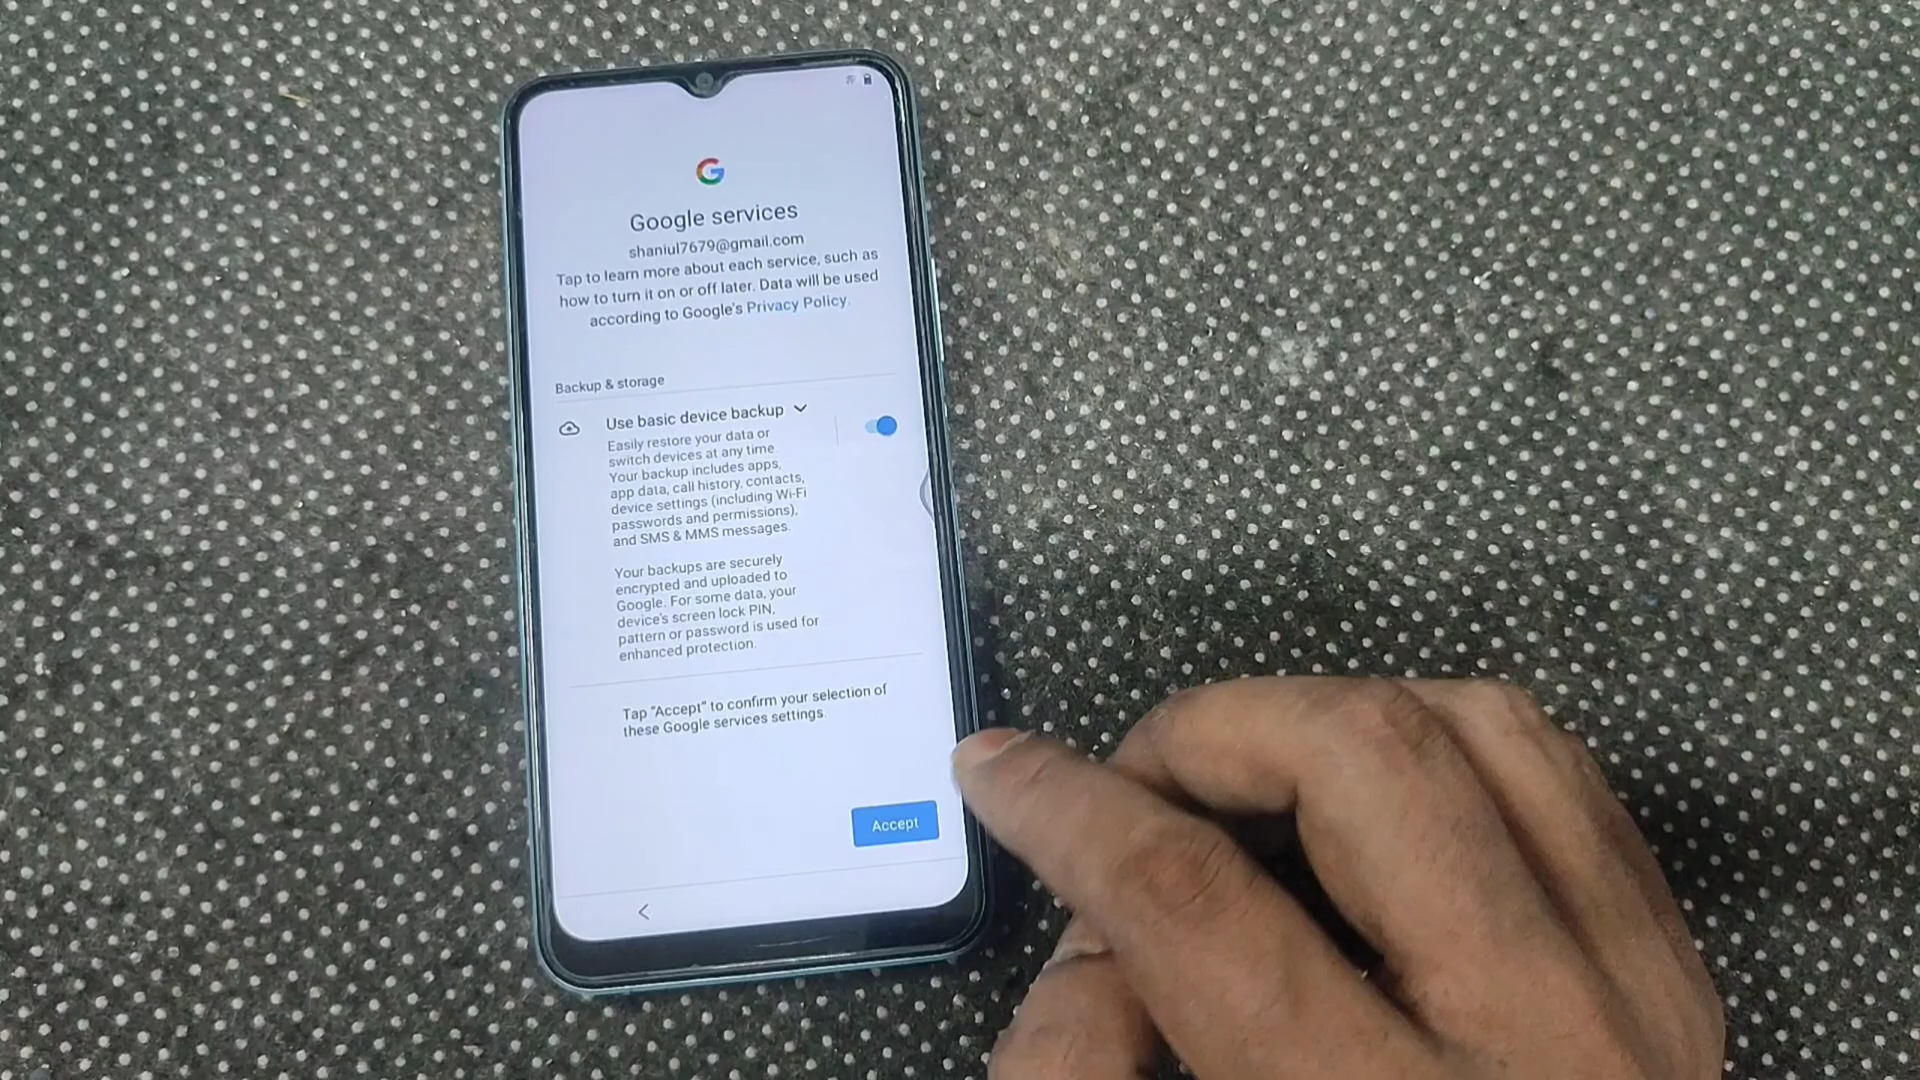 Google services
shaniul7679@gmail.com
Tap to learn more about each service, such as
how to turn it on or off later. Data will be used
according to Google's Privacy Policy.
Backup & storage
Use basic device backup
Easily restore your data or
switch devices at any time.
Your backup includes apps,
app data, call history, contacts,
device settings (including Wi-Fi
passwords and permissions),
and SMS & MMS messages.
Your backups are securely
encrypted and uploaded to
Google. For some data, your
device's screen lock PIN,
pattern or password is used for
enhanced protection.
Tap "Accept" to confirm your selection of
these Google services settings.
Accept